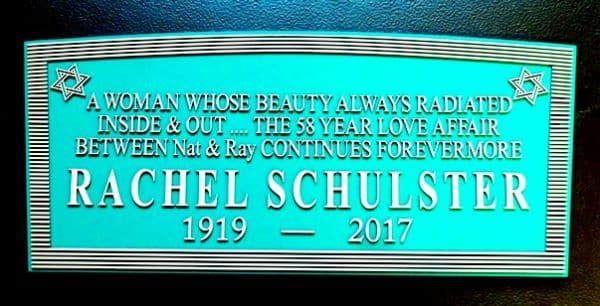 A WOMAN WHOSE BEAUTY ALWAYS RADIATED
INSIDE & OUT .... THE 58 YEAR LOVE AFFAIR
BETWEEN Nat & Ray CONTINUES FOREVERMORE
RACHEL SCHULSTER
1919 — 2017